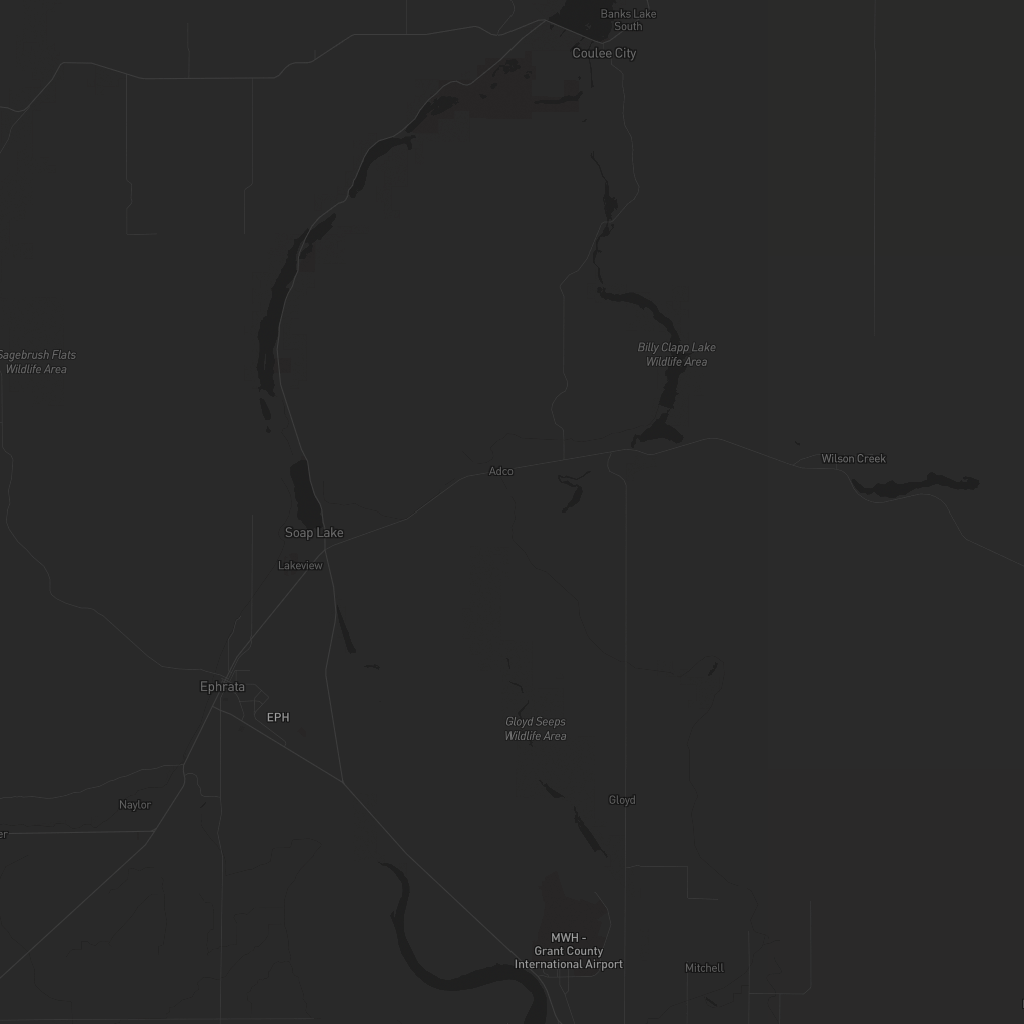 Banks Lake
South
Coulee City
Sagebrush Flats
Wildlife Area
Billy Clapp Lake
Wildlife Area
Wilson Creek
Adco
Soap Lake
Lakeview
Ephrata
EPH
Gloyd Seeps
Wildlife Area
Gloyd
Naylor
er
MWH -
Grant County
International Airport
Mitchell